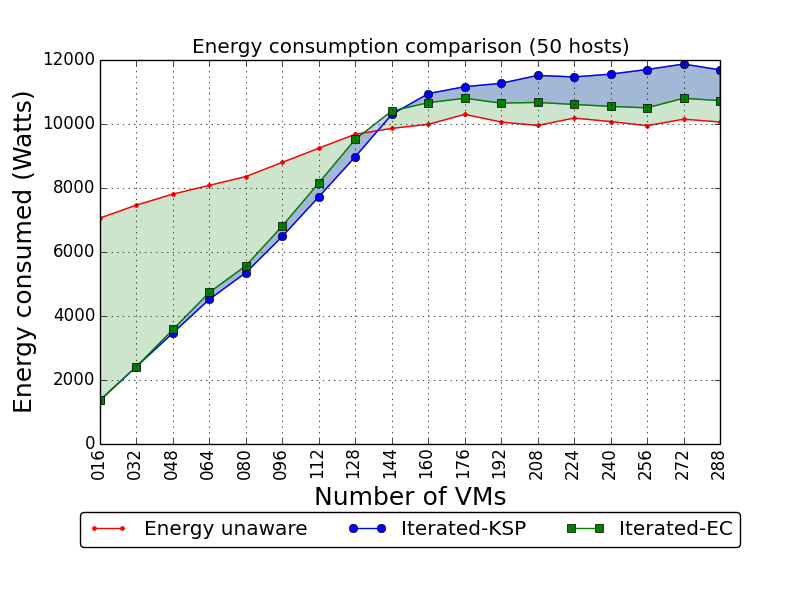 Energy consumption comparison (50 hosts)
Energy consumed (Watts)
12000
10000
8000
6000
4000
2000
0
016 032 048 064 080 096 112 128 144 160 176 192 208 224 240 256 272 288
Number of VMs
Energy unaware Iterated-KSP Iterated-EC